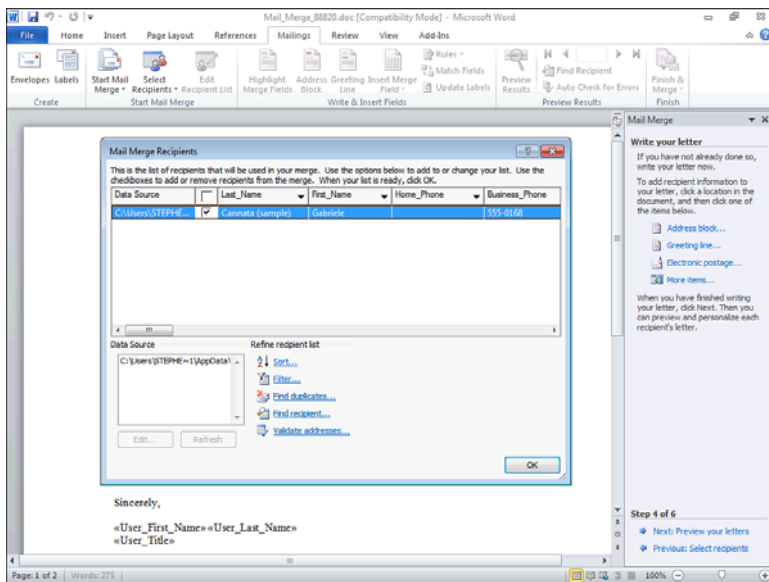 Mail_Merge_88820.doc [Compatibility Mode] - Microsoft Word
File Home Insert Page Layout References Mailings Review View Add-Ins
Envelopes Labels
Start Mail Merge
Select Recipients
Edit Recipient List
Highlight Merge Fields
Address Block
Greeting Line
Insert Merge Field
Rules
Match Fields
Update Labels
Preview Results
Find Recipient
Auto Check for Errors
Finish & Merge
Create Start Mail Merge Write & Insert Fields Preview Results Finish
Mail Merge Recipients
This is the list of recipients that will be used in your merge. Use the options below to add to or change your list. Use the
checkboxes to add or remove recipients from the merge. When your list is ready, click OK.
Data Source Last_Name First_Name Home_Phone Business_Phone
C:\Users\STEPHE... Cannata (sample) Gabriele 555-0168
Data Source
C:\Users\STEPHE~1\AppData\
Edit... Refresh
Refine recipient list
Sort...
Filter...
Find duplicates...
Find recipient...
Validate addresses...
OK
Sincerely,
«User_First_Name» «User_Last_Name»
«User_Title»
Mail Merge
Write your letter
If you have not already done so,
write your letter now.
To add recipient information to
your letter, click a location in the
document, and then click one of
the items below.
Address block...
Greeting line...
Electronic postage...
More items...
When you have finished writing
your letter, click Next. Then you
can preview and personalize each
recipient's letter.
Step 4 of 6
Next: Preview your letters
Previous: Select recipients
Page: 1 of 2 Words: 275 100%